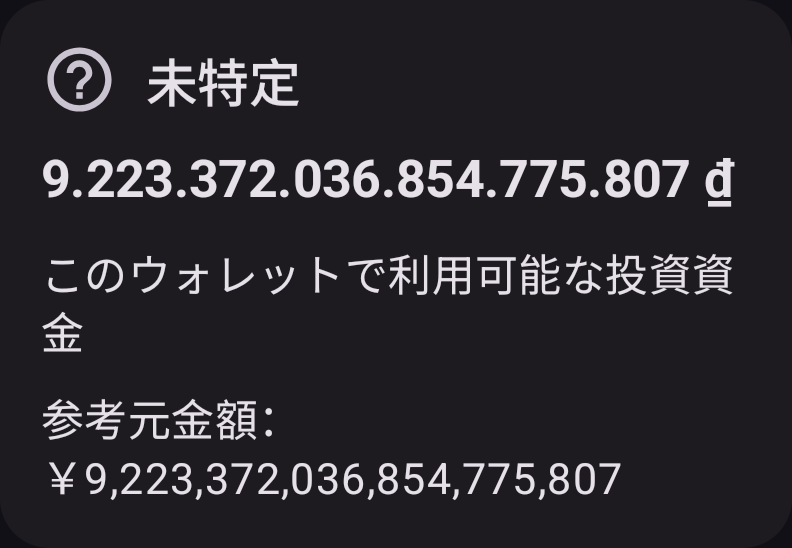 未特定
9.223.372.036.854.775.807 ₫
このウォレットで利用可能な投資資
金
参考元金額：
￥9,223,372,036,854,775,807